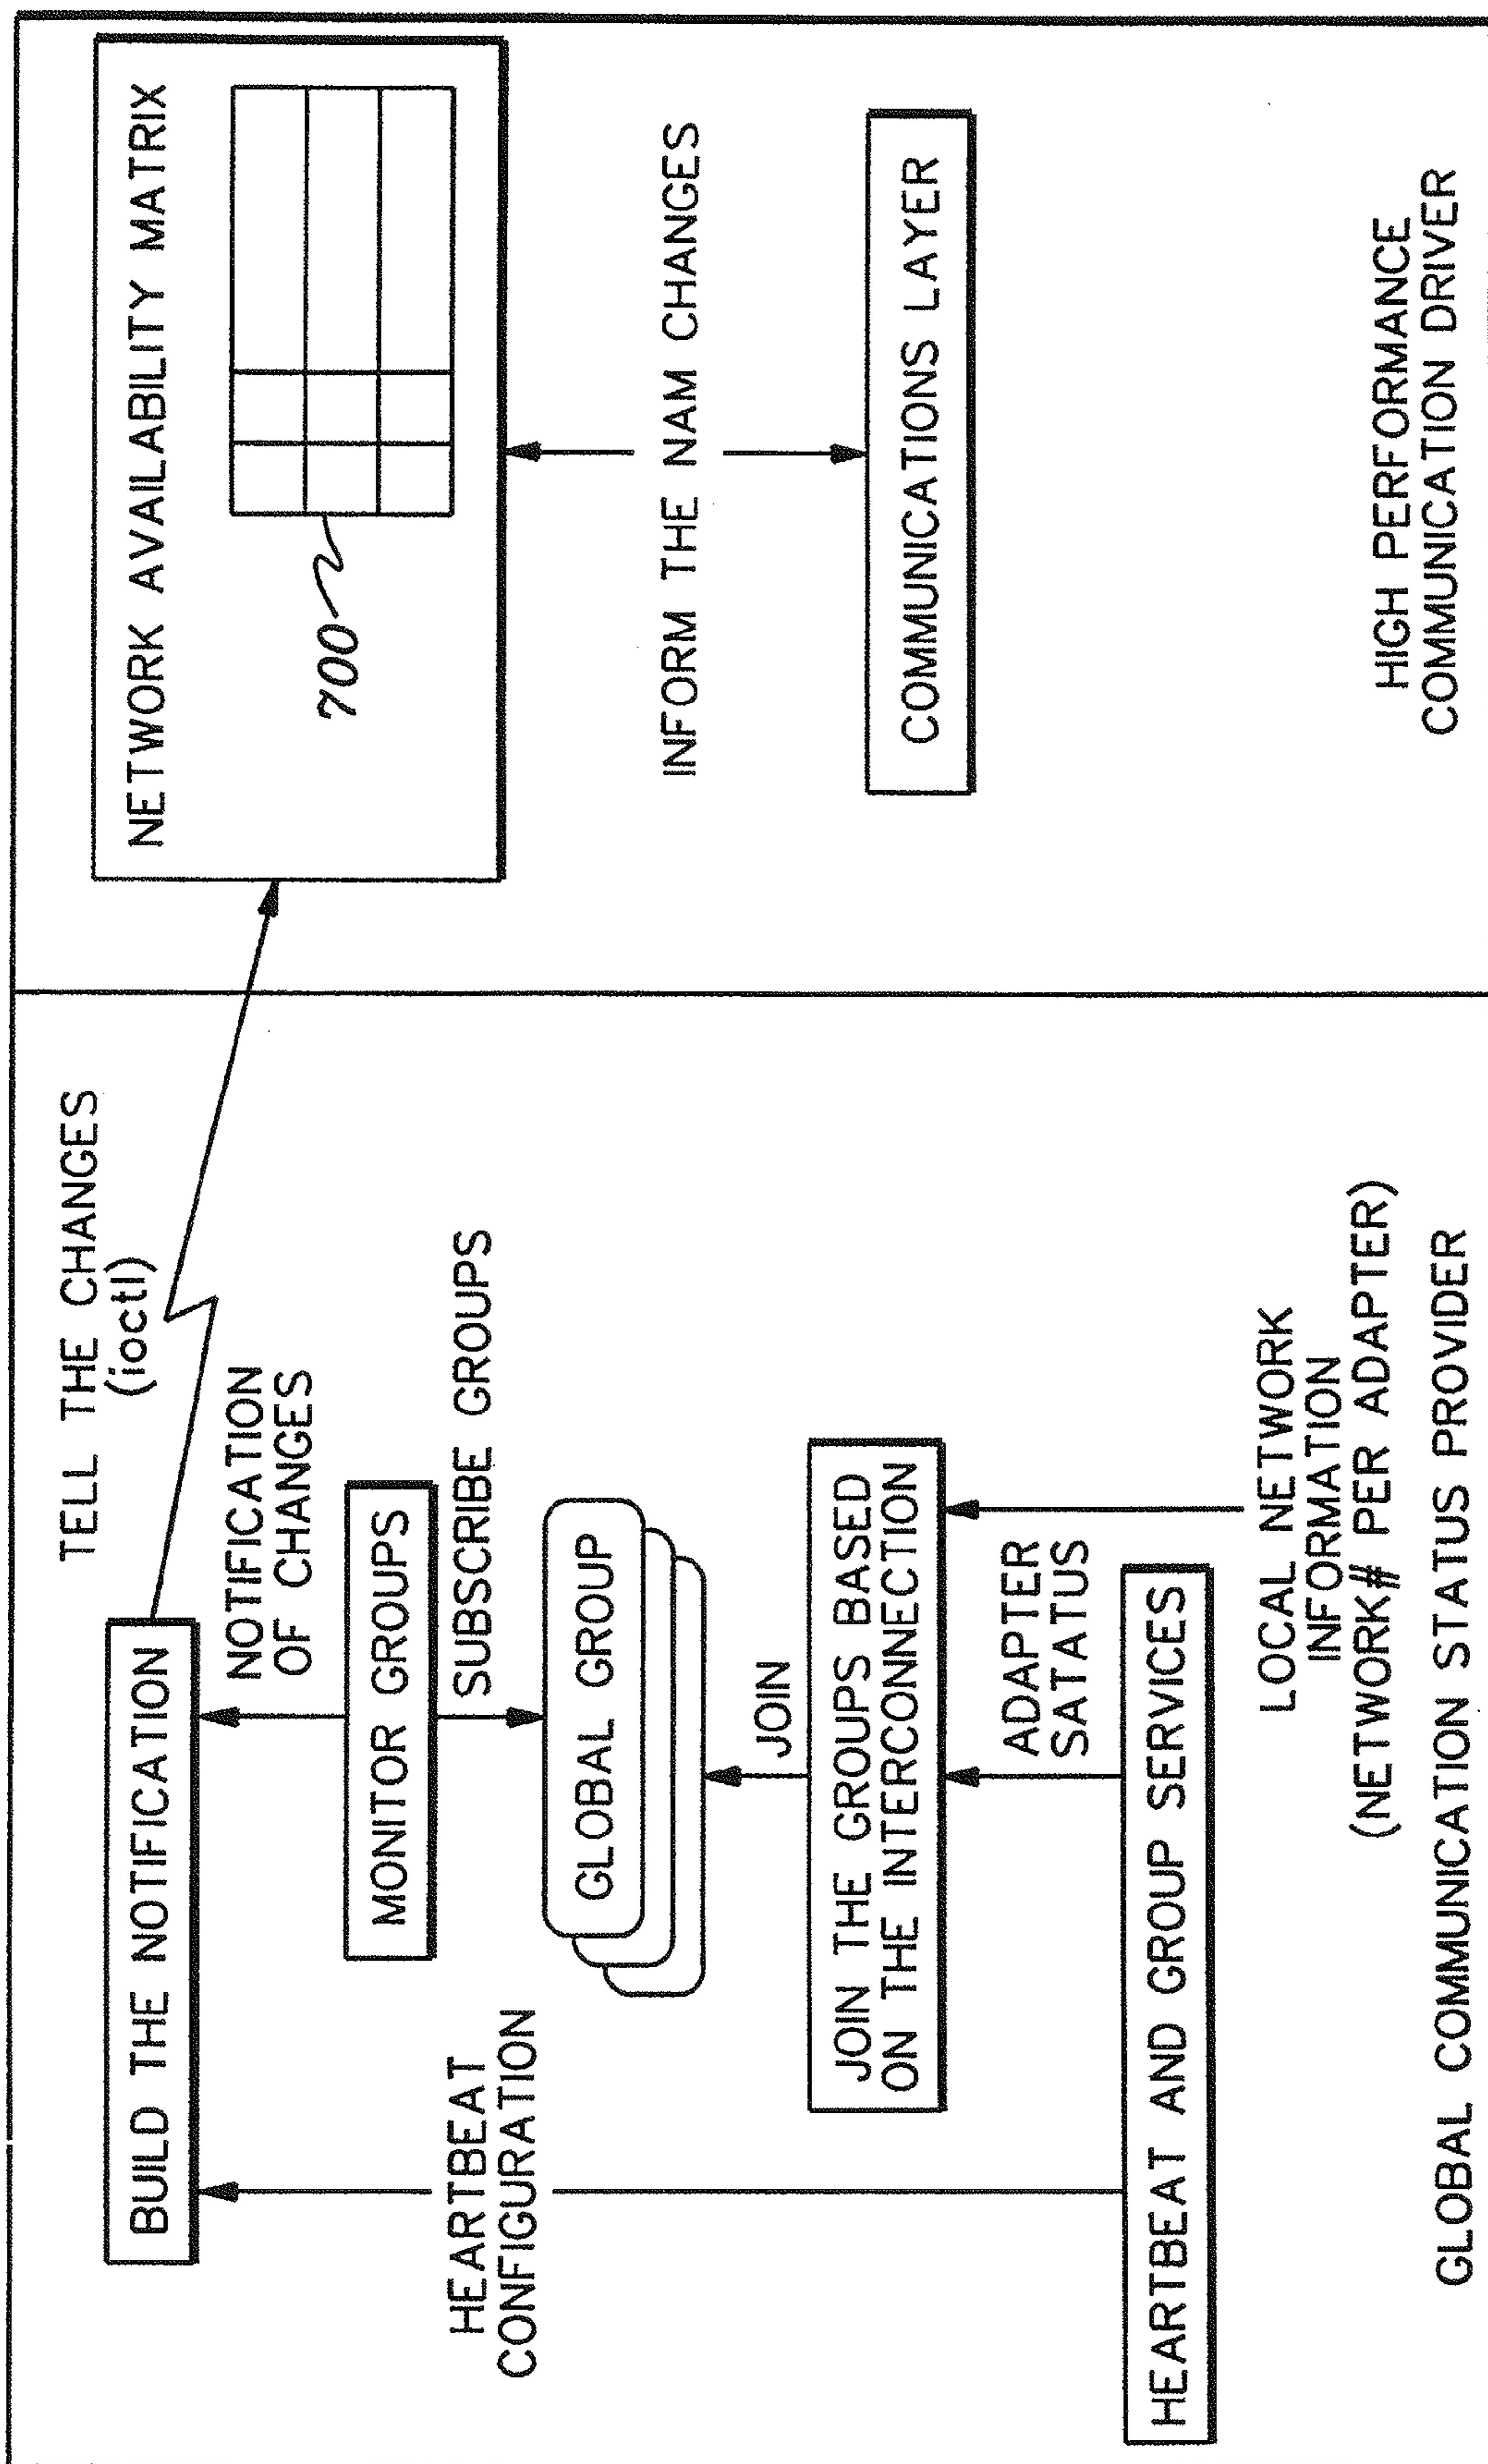 TELL THE CHANGES
(ioctl)
BUILD THE NOTIFICATION
NOTIFICATION
OF CHANGES
MONITOR GROUPS
SUBSCRIBE GROUPS
HEARTBEAT
CONFIGURATION
GLOBAL GROUP
JOIN
JOIN THE GROUPS BASED
ON THE INTERCONNECTION
ADAPTER
SATATUS
HEARTBEAT AND GROUP SERVICES
LOCAL NETWORK
INFORMATION
(NETWORK# PER ADAPTER)
GLOBAL COMMUNICATION STATUS PROVIDER
NETWORK AVAILABILITY MATRIX
700
INFORM THE NAM CHANGES
COMMUNICATIONS LAYER
HIGH PERFORMANCE
COMMUNICATION DRIVER